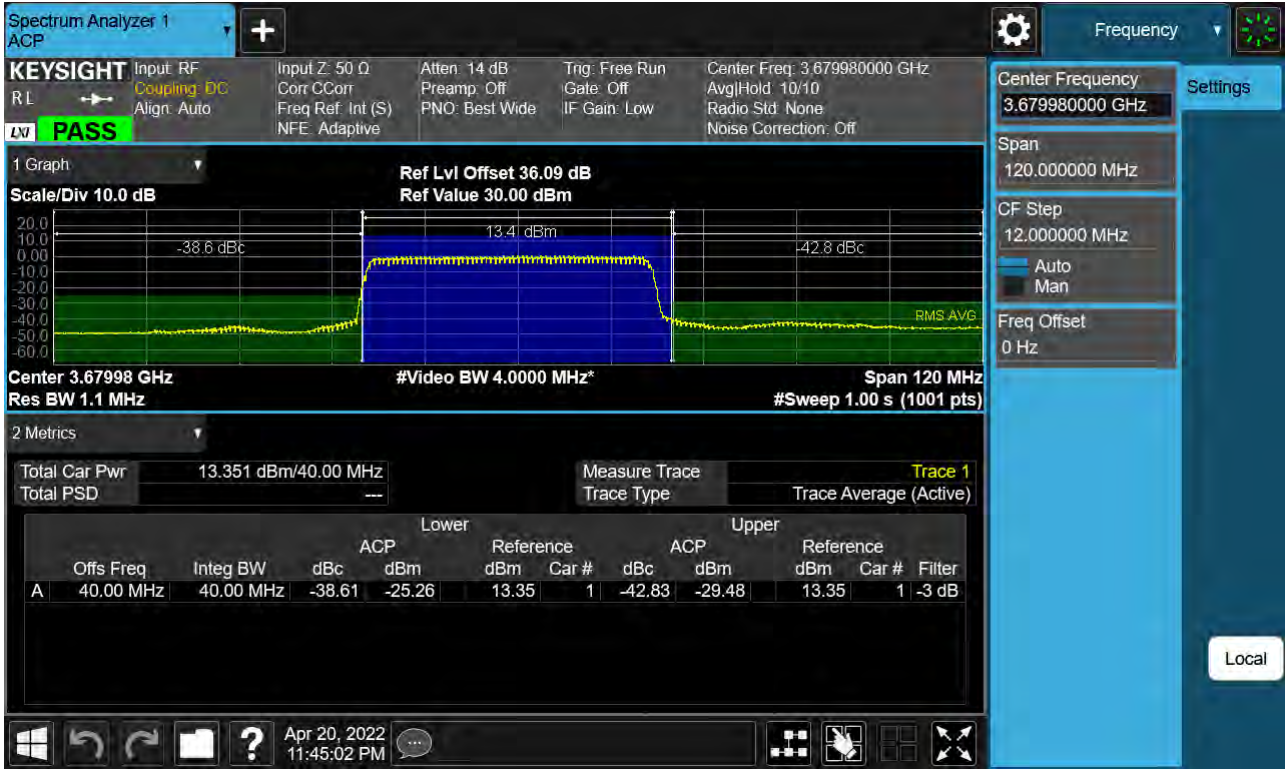 Spectrum Analyzer 1
ACP
Frequency
KEYSIGHT Input: RF Input Z: 50 Ω Atten: 14 dB Trig: Free Run Center Freq: 3.679980000 GHz
RL Coupling: DC Corr CCorr Preamp: Off Gate: Off Avg|Hold: 10/10
Align: Auto Freq Ref: Int (S) PNO: Best Wide IF Gain: Low Radio Std: None
LXI PASS NFE: Adaptive Noise Correction: Off
1 Graph
Ref Lvl Offset 36.09 dB
Scale/Div 10.0 dB Ref Value 30.00 dBm
20.0
10.0
0.00
-10.0
-20.0
-30.0
-40.0
-50.0
-60.0
-38.6 dBc
13.4 dBm
-42.8 dBc
RMS AVG
Center 3.67998 GHz #Video BW 4.0000 MHz* Span 120 MHz
Res BW 1.1 MHz #Sweep 1.00 s (1001 pts)
2 Metrics
Total Car Pwr 13.351 dBm/40.00 MHz Measure Trace Trace 1
Total PSD --- Trace Type Trace Average (Active)
Lower Upper
ACP Reference ACP Reference
Offs Freq Integ BW dBc dBm dBm Car # dBc dBm dBm Car # Filter
A 40.00 MHz 40.00 MHz -38.61 -25.26 13.35 1 -42.83 -29.48 13.35 1 -3 dB
Apr 20, 2022
11:45:02 PM
Center Frequency
3.679980000 GHz
Span
120.000000 MHz
CF Step
12.000000 MHz
Auto
Man
Freq Offset
0 Hz
Settings
Local